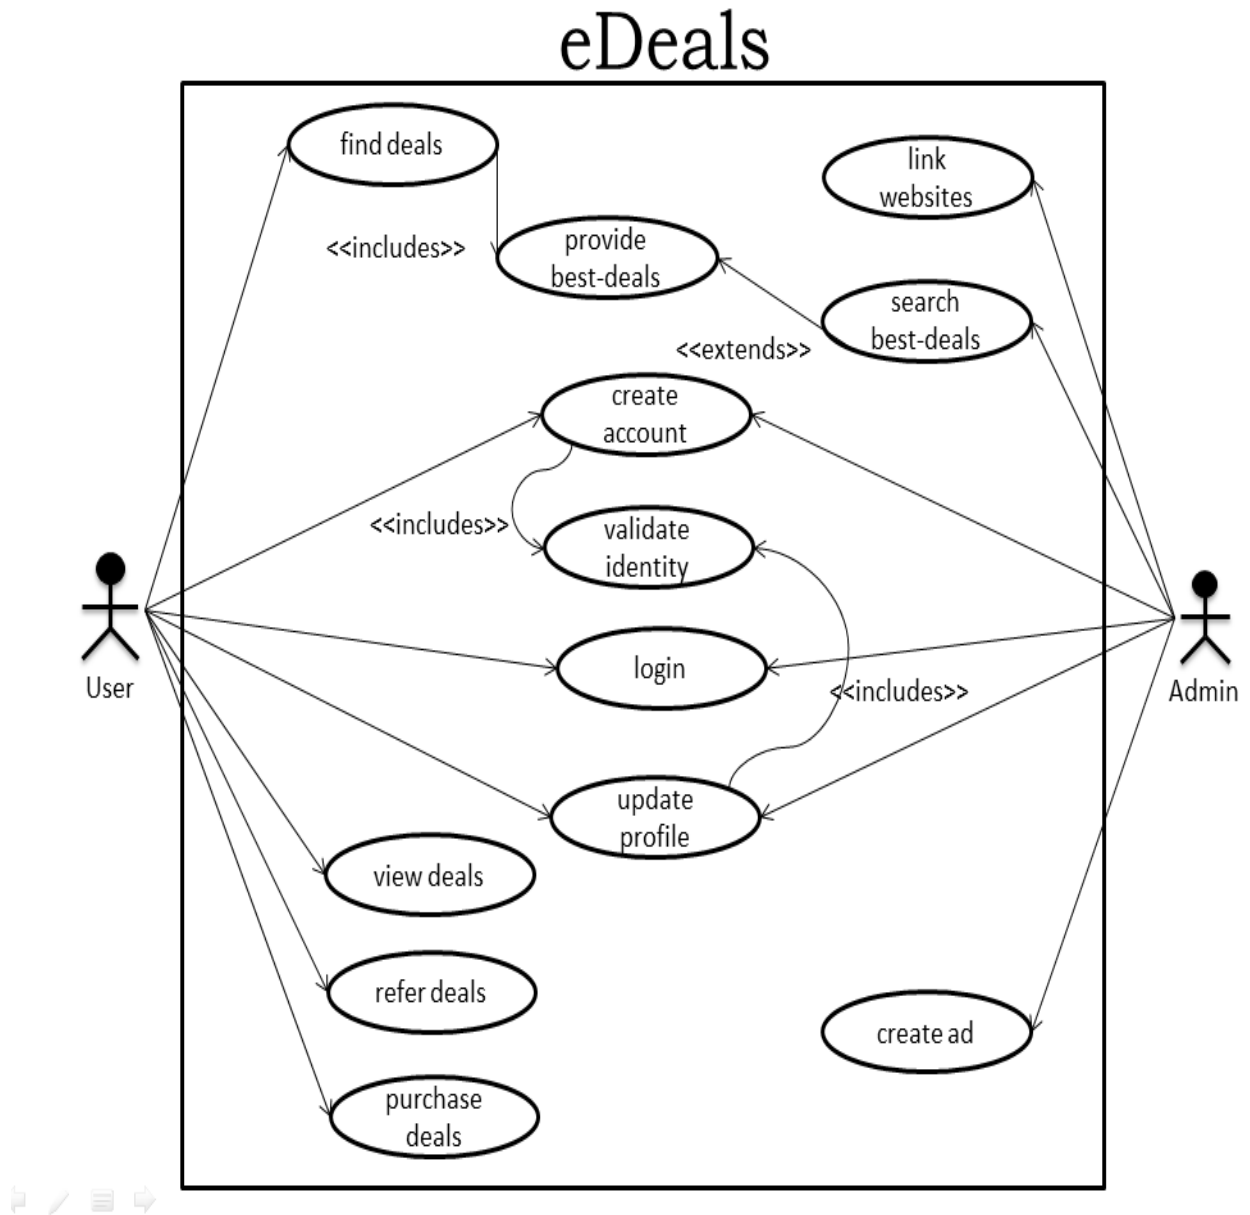 eDeals
find deals
link
websites
<<includes>>
provide
best-deals
search
best-deals
<<extends>>
create
account
<<includes>>
validate
identity
login
<<includes>>
User
Admin
update
profile
view deals
refer deals
create ad
purchase
deals